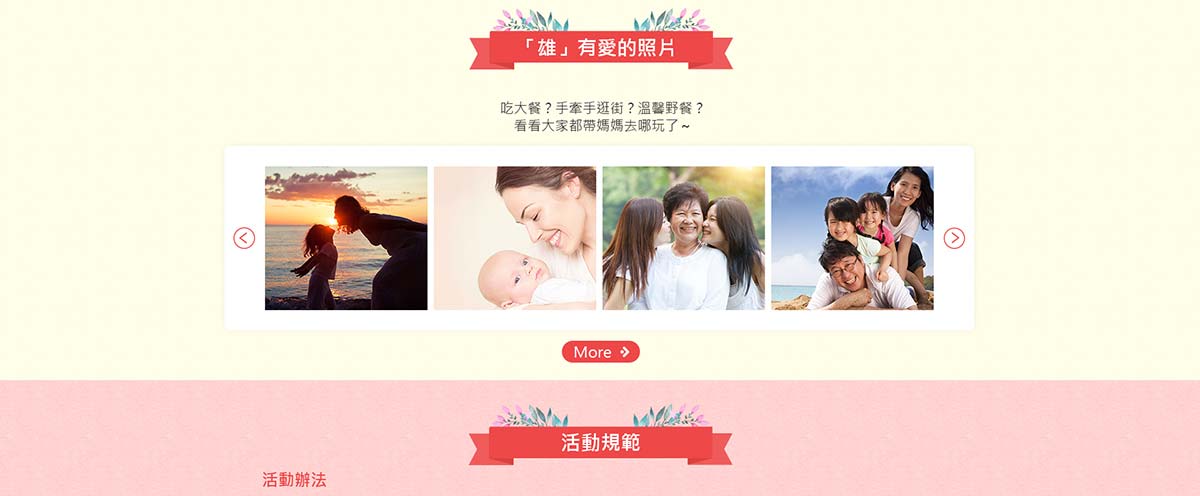 「雄」有愛的照片
吃大餐？手牽手逛街？溫馨野餐？
看看大家都帶媽媽去哪玩了~
More
活動規範
活動辦法